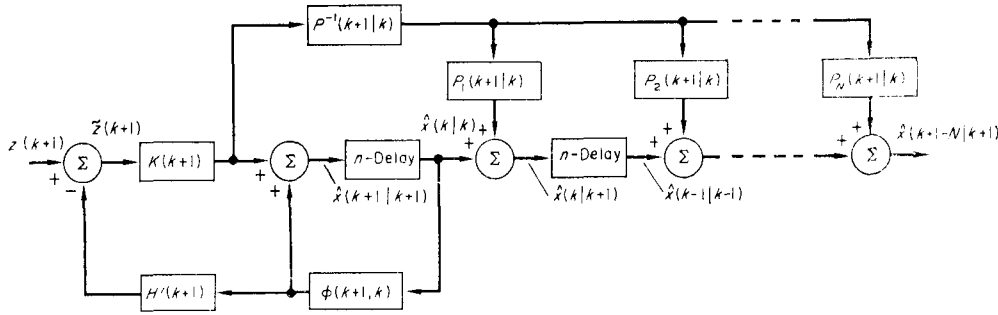 P⁻¹(k+1|k)
P₁(k+1|k)
P₂(k+1|k)
P_N(k+1|k)
z(k+1)
z̃(k+1)
x̂(k|k)
x̂(k+1-N|k+1)
+
-
Σ
K(k+1)
+
+
Σ
n-Delay
+
+
Σ
n-Delay
+
+
Σ
+
+
Σ
x̂(k+1|k+1)
x̂(k|k+1)
x̂(k-1|k-1)
H'(k+1)
ϕ(k+1,k)